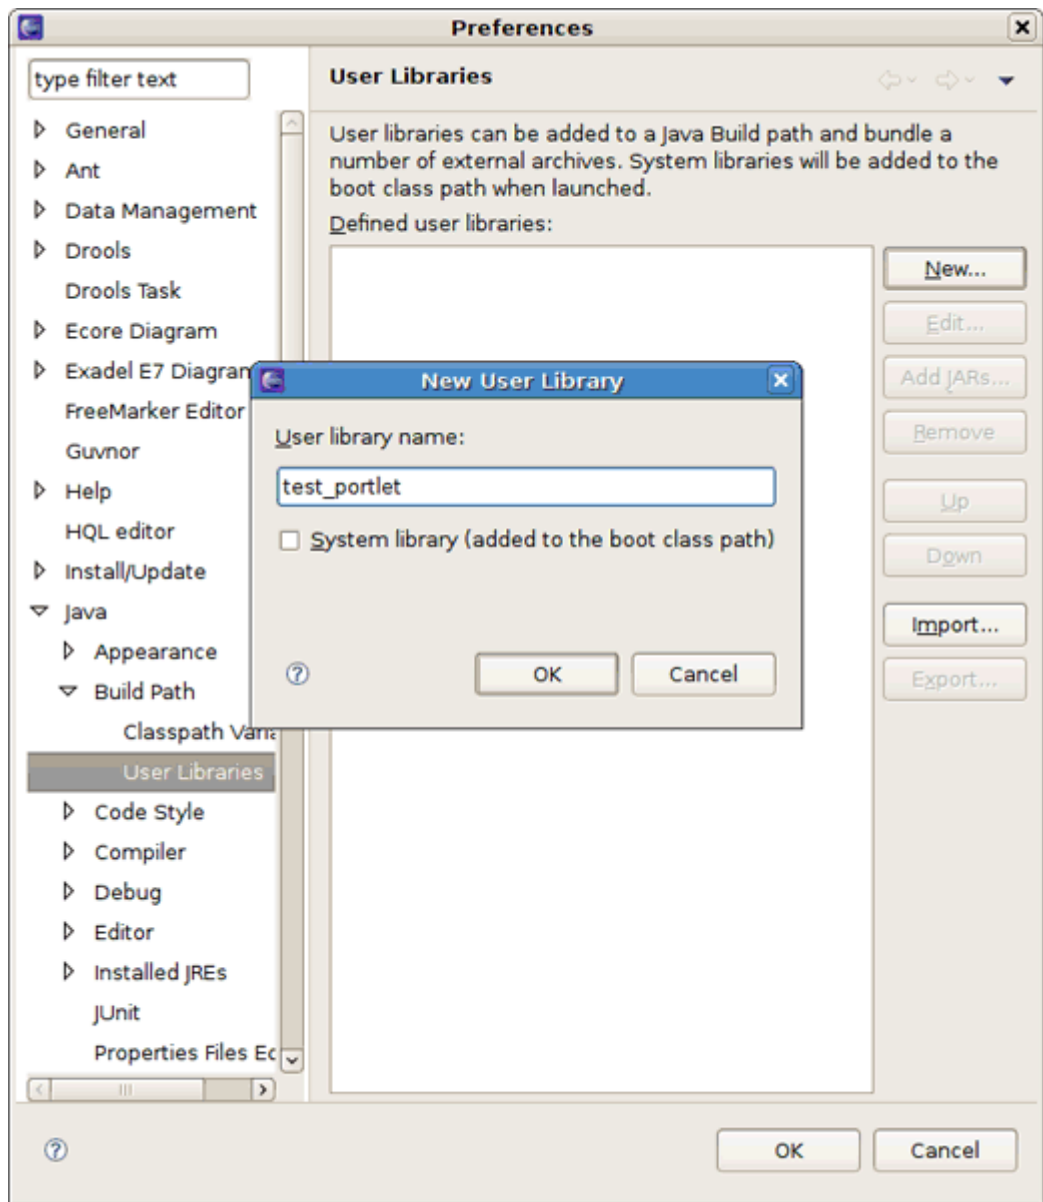 Preferences
type filter text
General
Ant
Data Management
Drools
Drools Task
Ecore Diagram
Exadel E7 Diagran
FreeMarker Editor
Guvnor
Help
HQL editor
Install/Update
Java
Appearance
Build Path
Classpath Varia
User Libraries
Code Style
Compiler
Debug
Editor
Installed JREs
JUnit
Properties Files Ec
User Libraries
User libraries can be added to a Java Build path and bundle a
number of external archives. System libraries will be added to the
boot class path when launched.
Defined user libraries:
New...
Edit...
Add JARs...
Remove
Up
Down
Import...
Export...
New User Library
User library name:
test_portlet
System library (added to the boot class path)
OK
Cancel
OK
Cancel